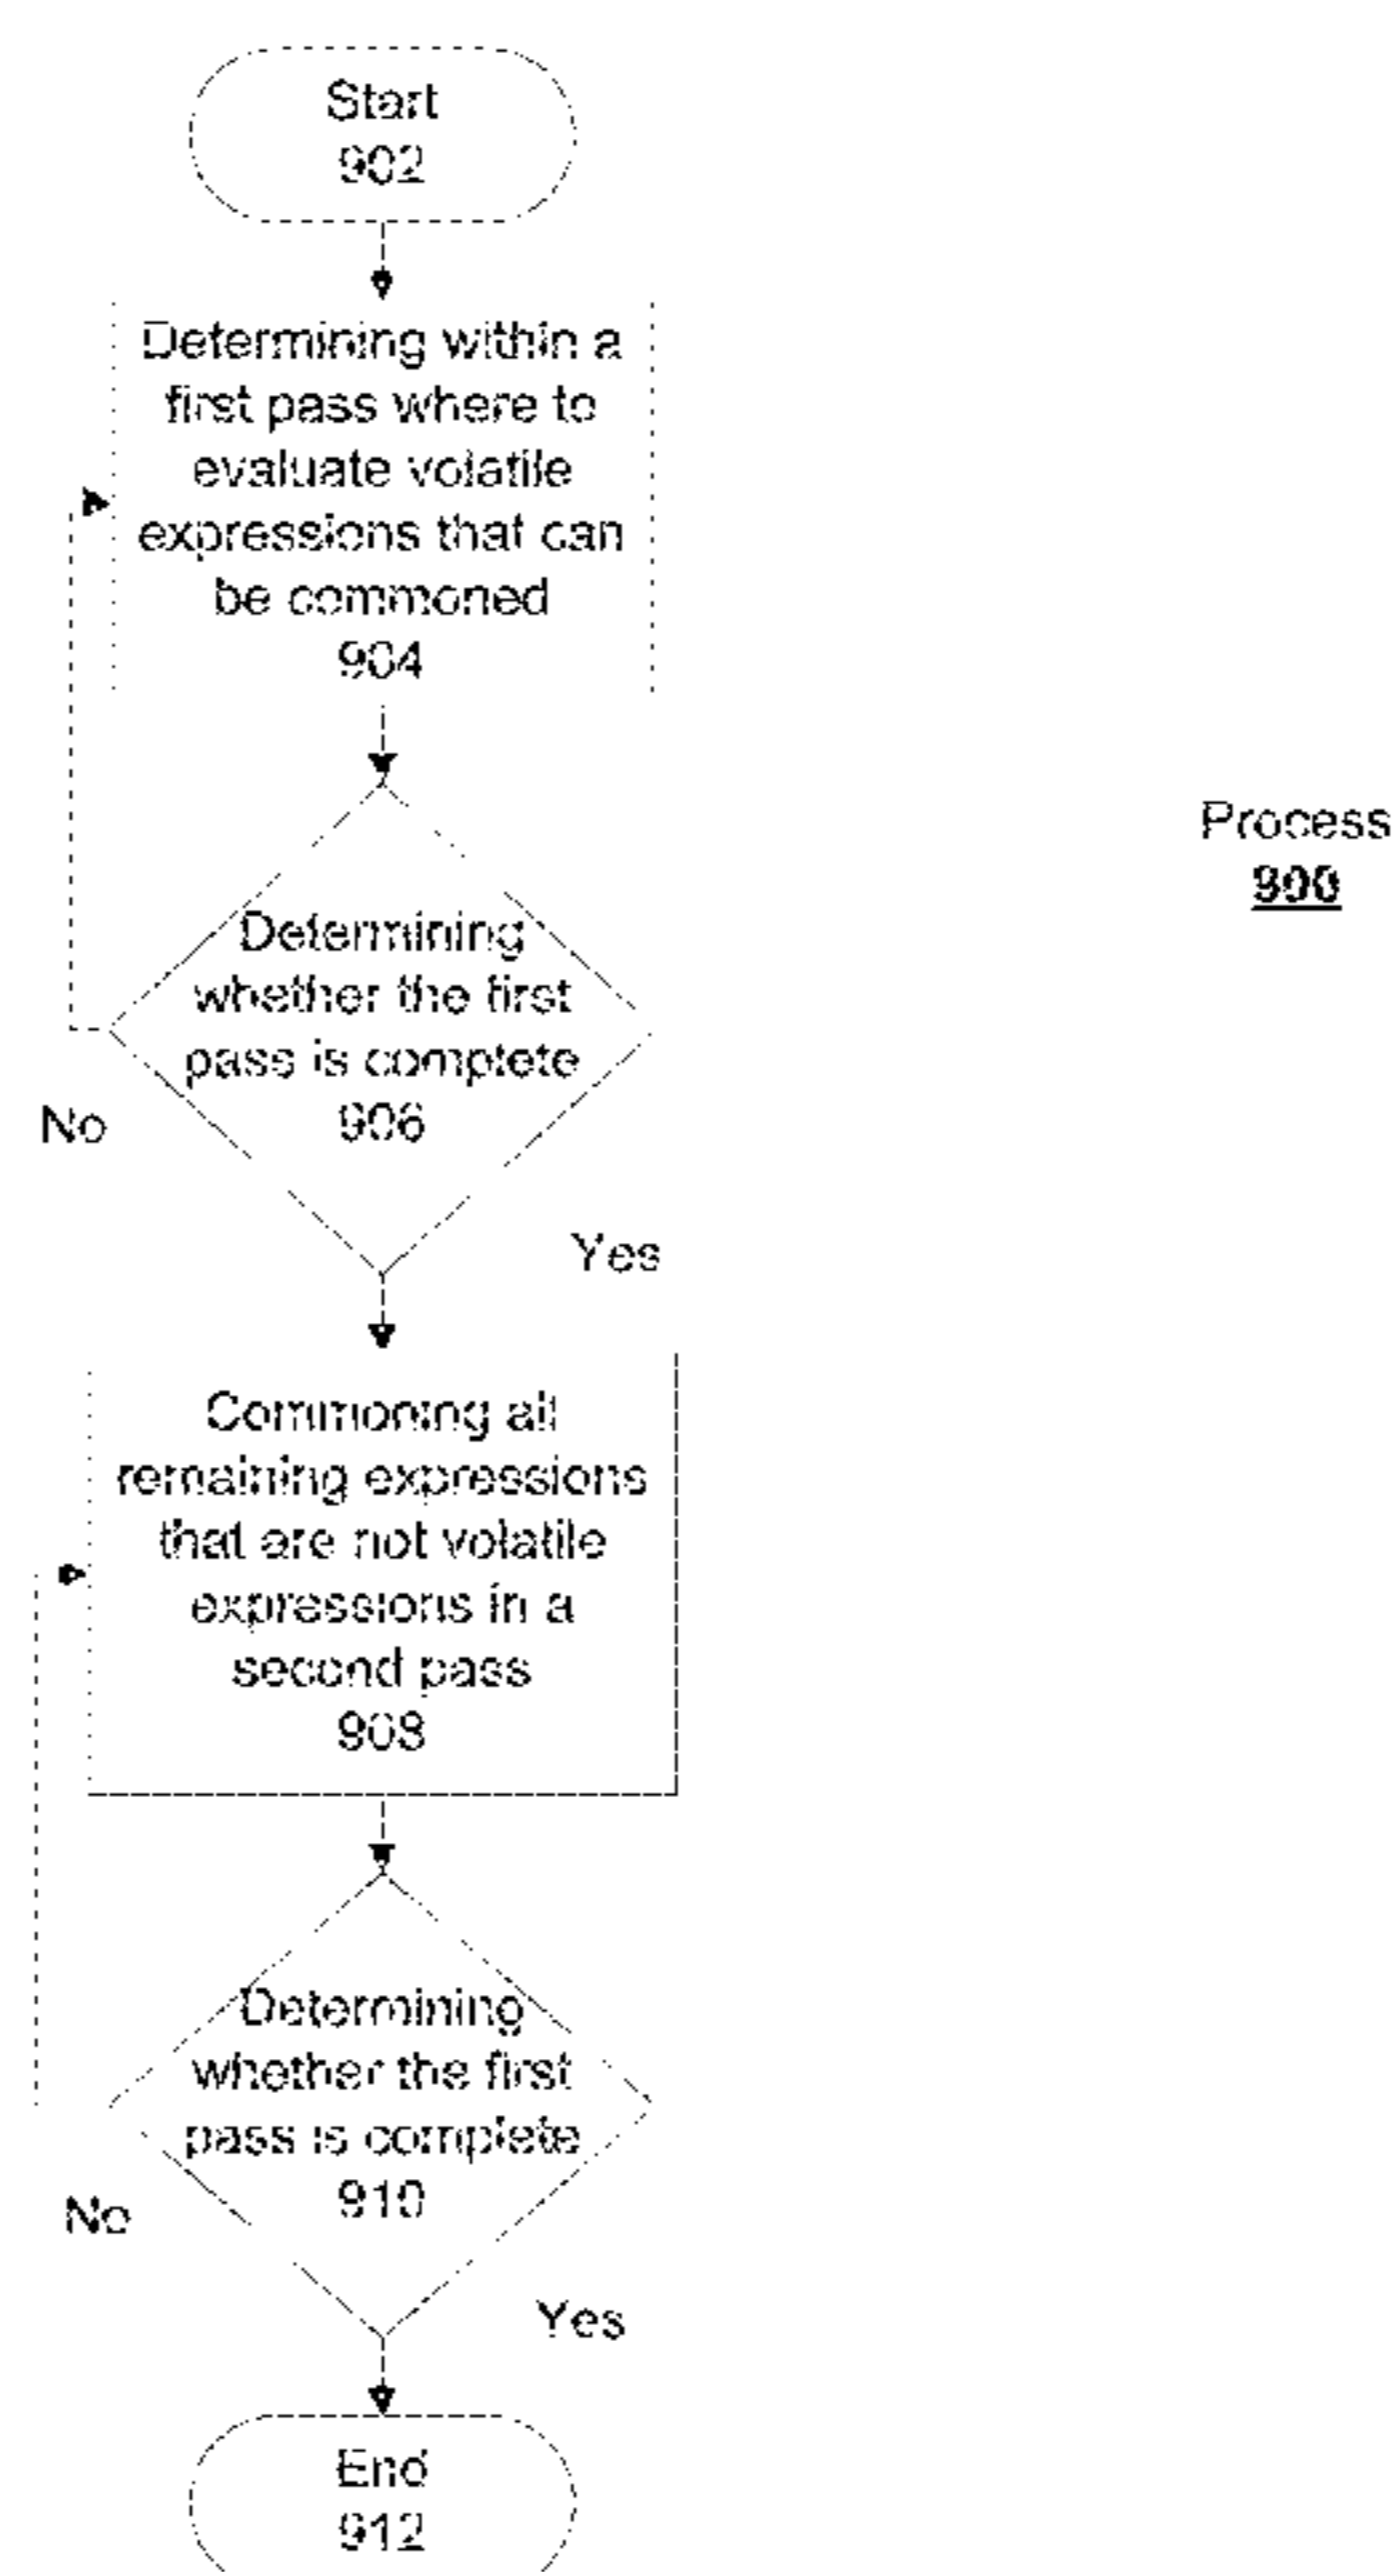 Start
902
Determining within a
first pass where to
evaluate volatile
expressions that can
be commoned
904
Determining
whether the first
pass is complete
906
No
Yes
Process
900
Commoning all
remaining expressions
that are not volatile
expressions in a
second pass
908
Determining
whether the first
pass is complete
910
No
Yes
End
912